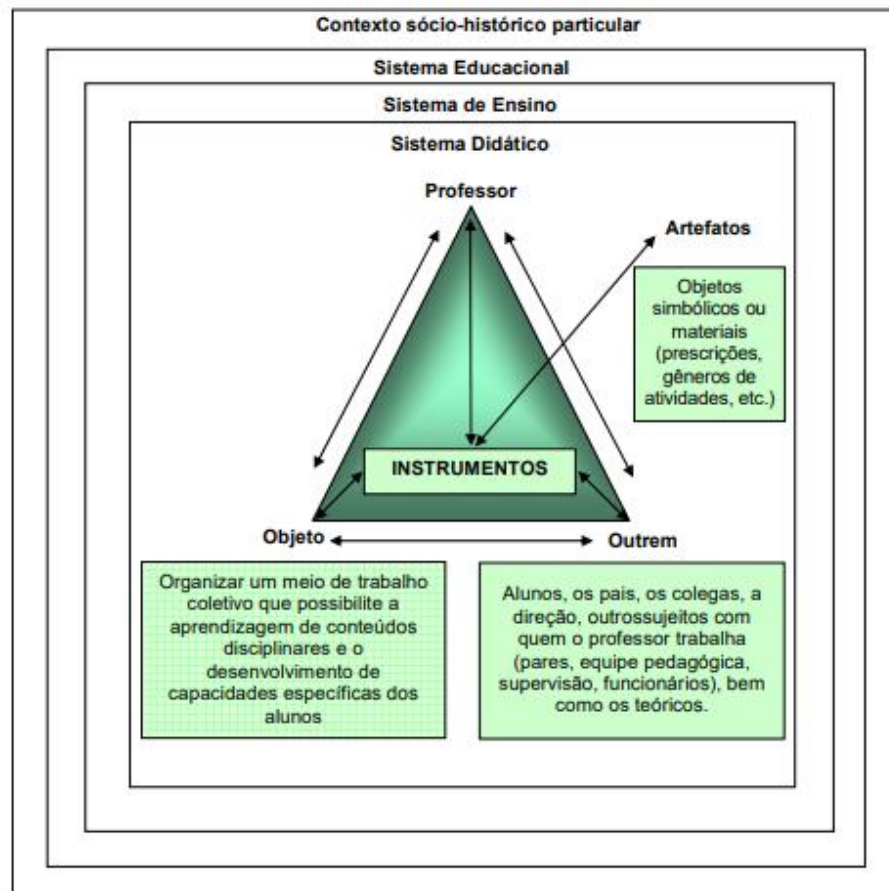 Contexto sócio-histórico particular
Sistema Educacional
Sistema de Ensino
Sistema Didático
Professor
Artefatos
Objetos
simbólicos ou
materiais
(prescrições,
gêneros de
atividades, etc.)
INSTRUMENTOS
Objeto
Outrem
Organizar um meio de trabalho
coletivo que possibilite a
aprendizagem de conteúdos
disciplinares e o
desenvolvimento de
capacidades específicas dos
alunos
Alunos, os pais, os colegas, a
direção, outrossujeitos com
quem o professor trabalha
(pares, equipe pedagógica,
supervisão, funcionários), bem
como os teóricos.